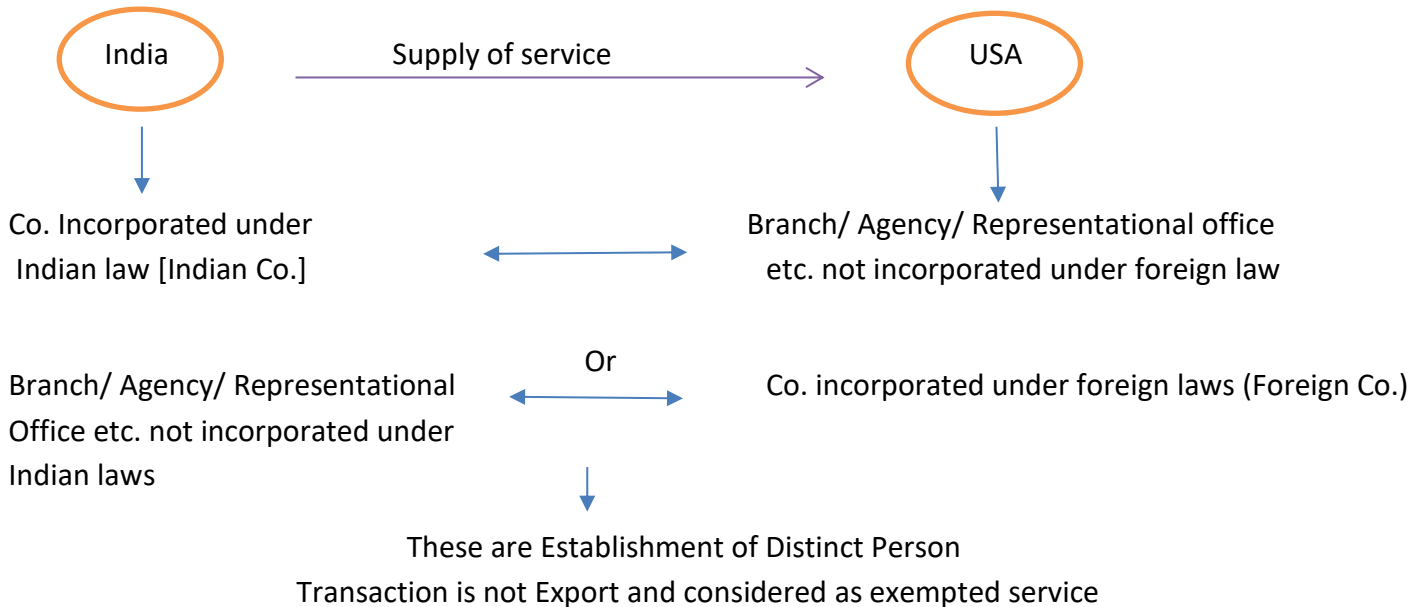 India
Supply of service
USA
Co. Incorporated under
Indian law [Indian Co.]
Branch/ Agency/ Representational office
etc. not incorporated under foreign law
Or
Branch/ Agency/ Representational
Office etc. not incorporated under
Indian laws
Co. incorporated under foreign laws (Foreign Co.)
These are Establishment of Distinct Person
Transaction is not Export and considered as exempted service